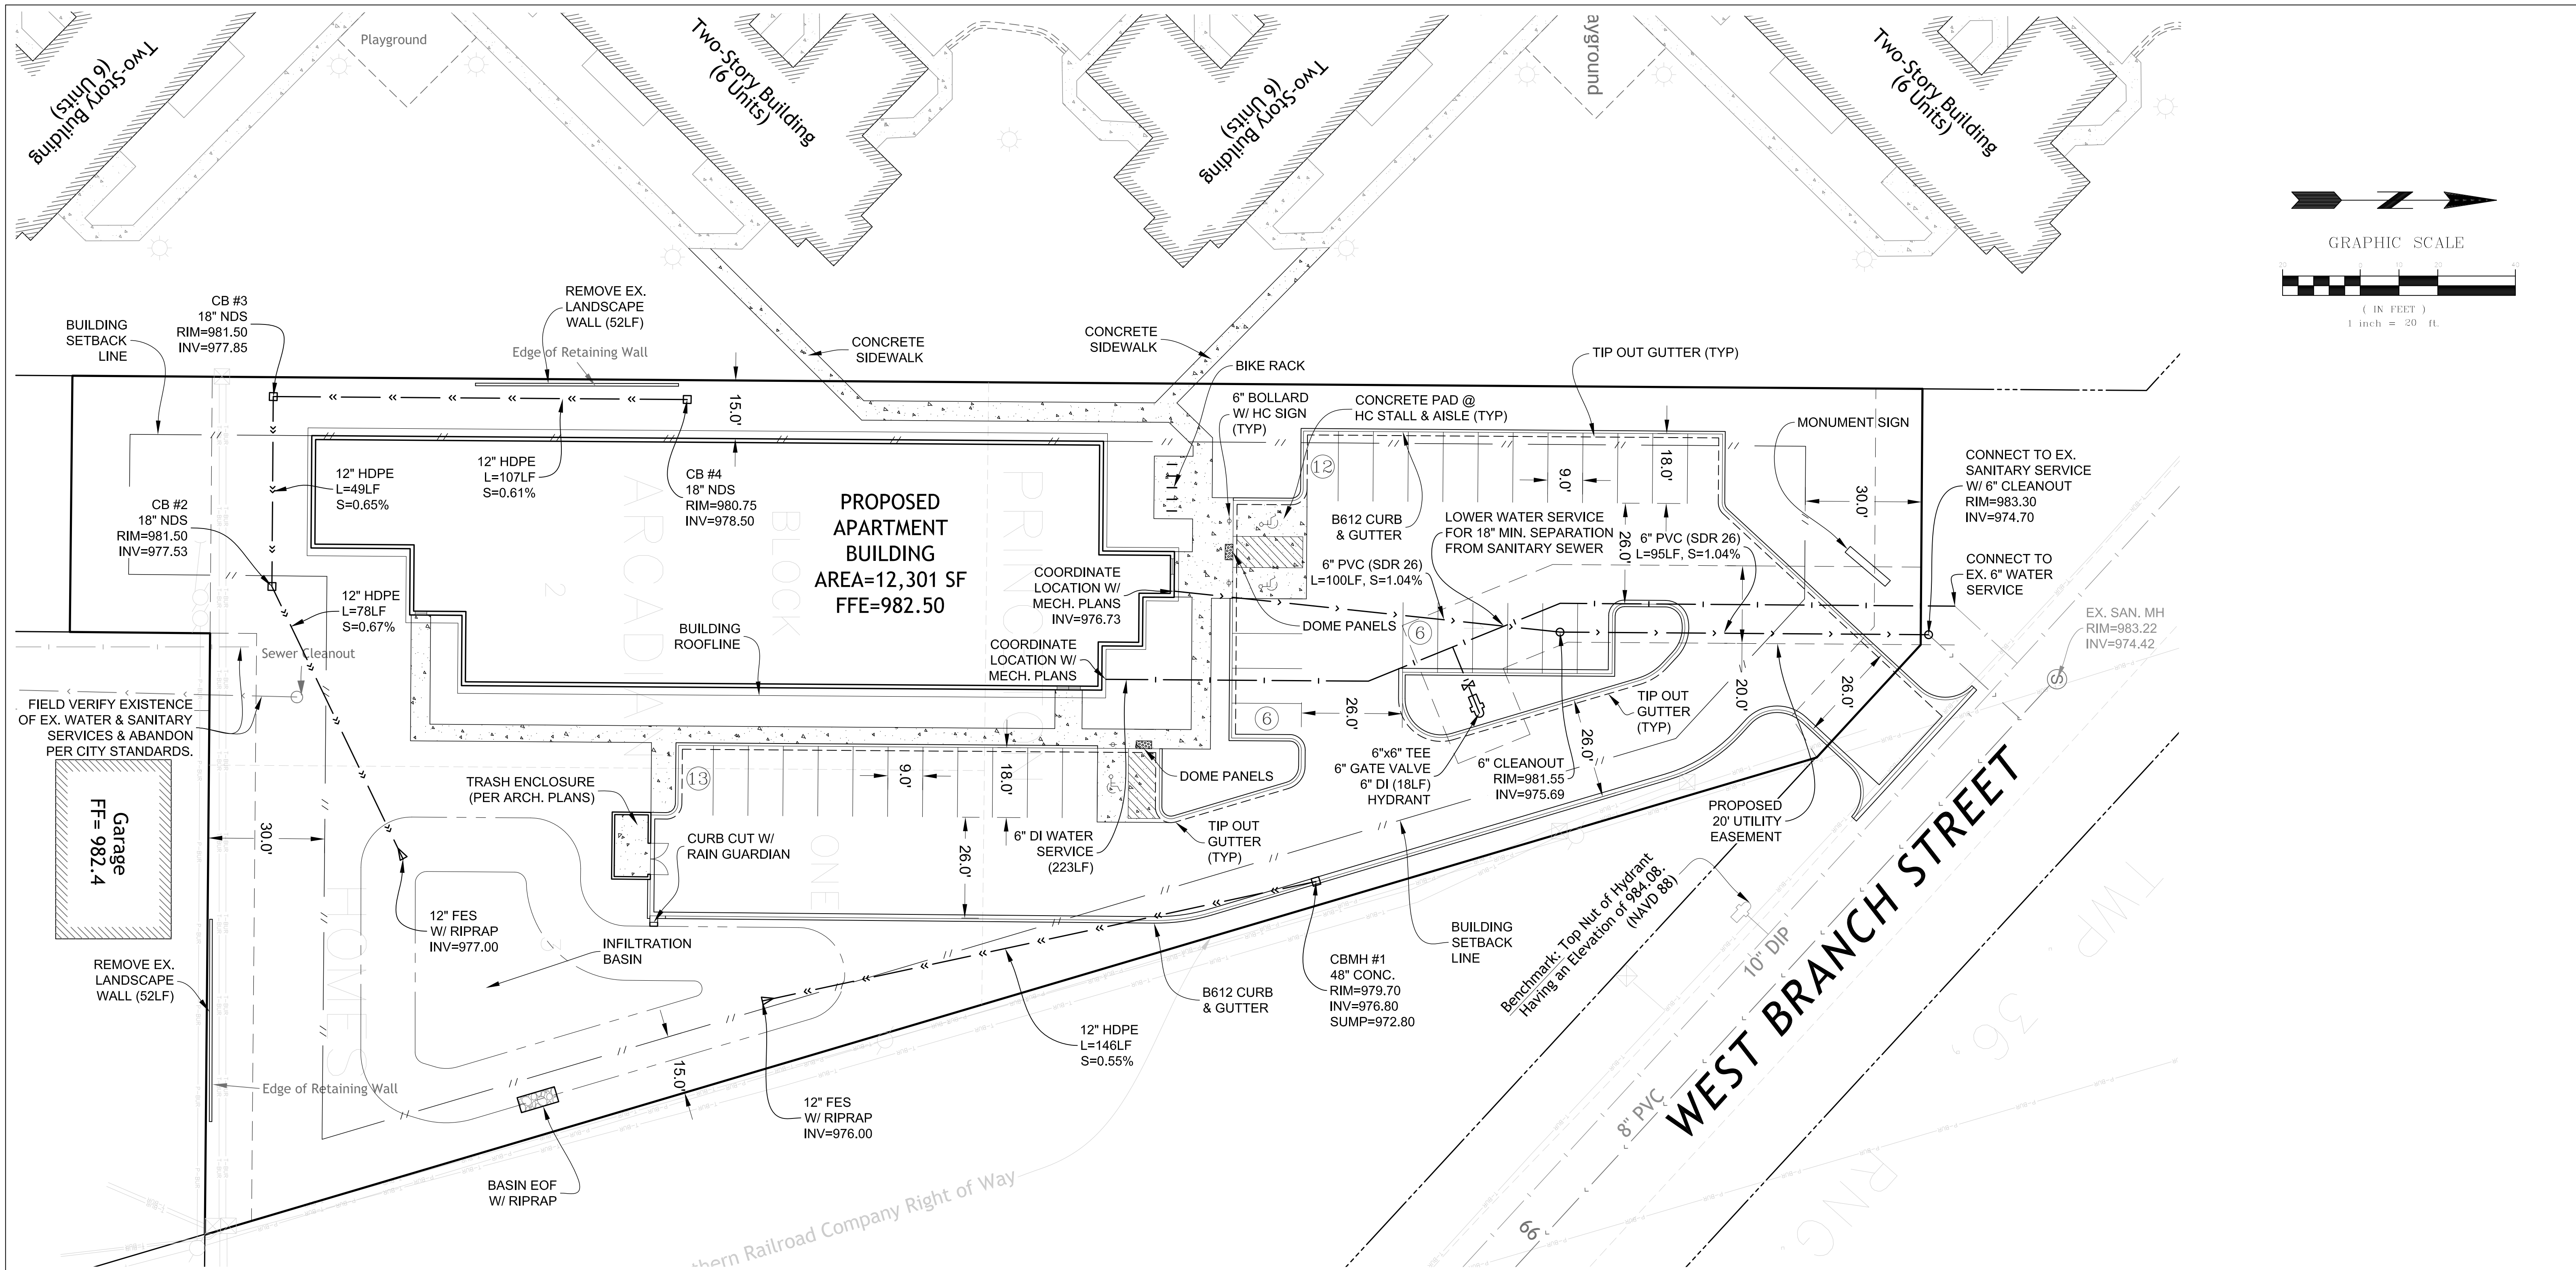 Two-Story Building
(6 Units)
Playground
Two-Story Building
(6 Units)
Two-Story Building
(6 Units)
ayground
Two-Story Building
(6 Units)
Z
GRAPHIC SCALE
20
0
10
20
40
( IN FEET )
1 inch = 20 ft.
BUILDING
SETBACK
LINE
CB #3
18" NDS
RIM=981.50
INV=977.85
REMOVE EX.
LANDSCAPE
WALL (52LF)
Edge of Retaining Wall
15.0'
CONCRETE
SIDEWALK
CONCRETE
SIDEWALK
BIKE RACK
6" BOLLARD
W/ HC SIGN
(TYP)
CONCRETE PAD @
HC STALL & AISLE (TYP)
TIP OUT GUTTER (TYP)
MONUMENT SIGN
CONNECT TO EX.
SANITARY SERVICE
W/ 6" CLEANOUT
RIM=983.30
INV=974.70
CONNECT TO
EX. 6" WATER
SERVICE
EX. SAN. MH
RIM=983.22
INV=974.42
S
12" HDPE
L=49LF
S=0.65%
12" HDPE
L=107LF
S=0.61%
CB #4
18" NDS
RIM=980.75
INV=978.50
CB #2
18" NDS
RIM=981.50
INV=977.53
12" HDPE
L=78LF
S=0.67%
PROPOSED
APARTMENT
BUILDING
AREA=12,301 SF
FFE=982.50
ARCADIAN
BLOCK
2
HOMES
ONE
BUILDING
ROOFLINE
COORDINATE
LOCATION W/
MECH. PLANS
INV=976.73
COORDINATE
LOCATION W/
MECH. PLANS
12
9.0'
18.0'
30.0'
B612 CURB
& GUTTER
LOWER WATER SERVICE
FOR 18" MIN. SEPARATION
FROM SANITARY SEWER
26.0'
6" PVC (SDR 26)
L=100LF, S=1.04%
6" PVC (SDR 26)
L=95LF, S=1.04%
DOME PANELS
6
6
26.0'
20.0'
26.0'
26.0'
TIP OUT
GUTTER
(TYP)
6"x6" TEE
6" GATE VALVE
6" DI (18LF)
HYDRANT
6" CLEANOUT
RIM=981.55
INV=975.69
PROPOSED
20' UTILITY
EASEMENT
Sewer Cleanout
FIELD VERIFY EXISTENCE
OF EX. WATER & SANITARY
SERVICES & ABANDON
PER CITY STANDARDS.
Garage
FF= 982.4
30.0'
TRASH ENCLOSURE
(PER ARCH. PLANS)
13
9.0'
18.0'
DOME PANELS
CURB CUT W/
RAIN GUARDIAN
26.0'
6" DI WATER
SERVICE
(223LF)
TIP OUT
GUTTER
(TYP)
12" FES
W/ RIPRAP
INV=977.00
INFILTRATION
BASIN
REMOVE EX.
LANDSCAPE
WALL (52LF)
Edge of Retaining Wall
15.0'
BASIN EOF
W/ RIPRAP
12" FES
W/ RIPRAP
INV=976.00
12" HDPE
L=146LF
S=0.55%
B612 CURB
& GUTTER
CBMH #1
48" CONC.
RIM=979.70
INV=976.80
SUMP=972.80
BUILDING
SETBACK
LINE
Benchmark: Top Nut of Hydrant
Having an Elevation of 984.08.
(NAVD 88)
10" DIP
8" PVC
WEST BRANCH STREET
66
thern Railroad Company Right of Way
TWP.
36,
RNG.